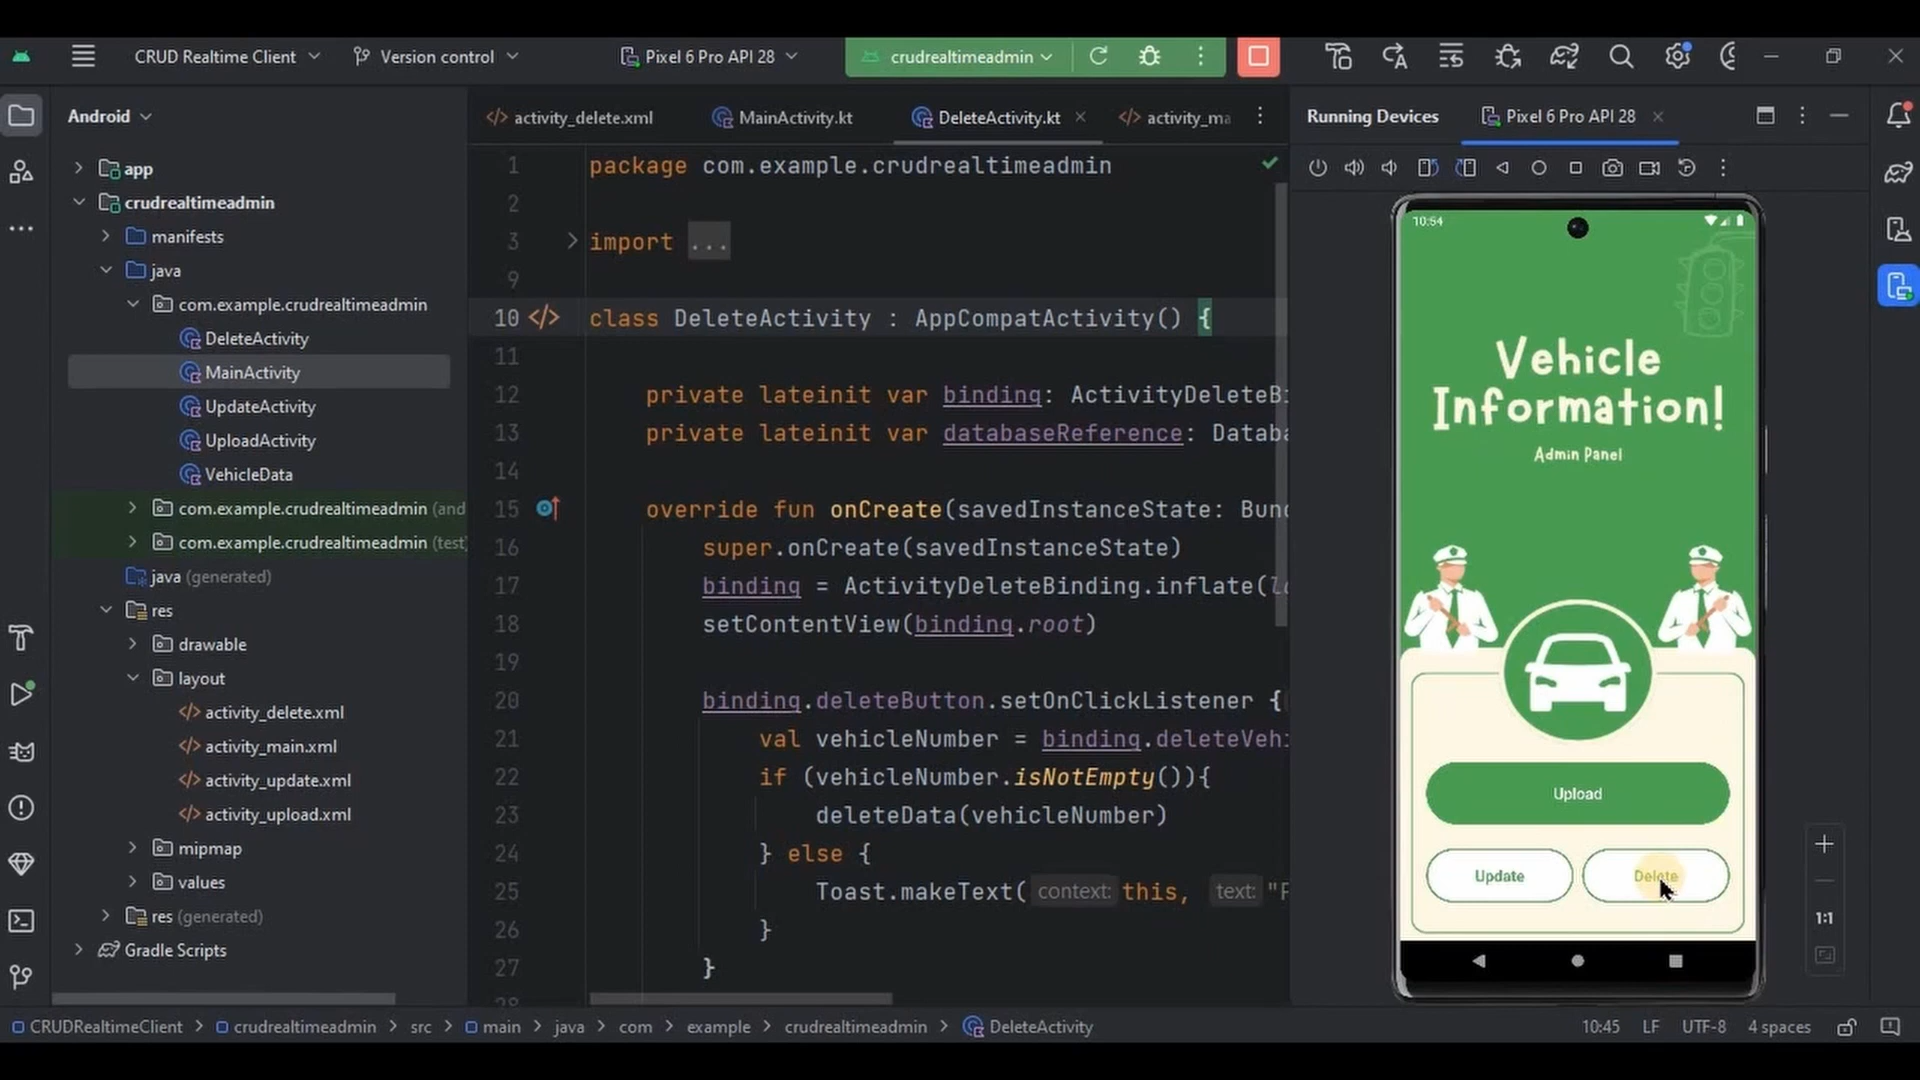 CRUD Realtime Client
Version control
Pixel 6 Pro API 28
crudrealtimeadmin
Android
app
crudrealtimeadmin
manifests
java
com.example.crudrealtimeadmin
DeleteActivity
MainActivity
UpdateActivity
UploadActivity
VehicleData
com.example.crudrealtimeadmin (and
com.example.crudrealtimeadmin (test)
java (generated)
res
drawable
layout
activity_delete.xml
activity_main.xml
activity_update.xml
activity_upload.xml
mipmap
values
res (generated)
Gradle Scripts
activity_delete.xml
MainActivity.kt
DeleteActivity.kt
activity_ma
1 package com.example.crudrealtimeadmin
2
3 import ...
9
10 class DeleteActivity : AppCompatActivity() {
11
12 private lateinit var binding: ActivityDeleteBi
13 private lateinit var databaseReference: Databa
14
15 override fun onCreate(savedInstanceState: Bund
16 super.onCreate(savedInstanceState)
17 binding = ActivityDeleteBinding.inflate(
18 setContentView(binding.root)
19
20 binding.deleteButton.setOnClickListener {
21 val vehicleNumber = binding.deleteVehi
22 if (vehicleNumber.isNotEmpty()){
23 deleteData(vehicleNumber)
24 } else {
25 Toast.makeText( context: this, text: "P
26 }
27 }
28
Running Devices
Pixel 6 Pro API 28
10:54
Vehicle
Information!
Admin Panel
Upload
Update
Delete
1:1
CRUDRealtimeClient > crudrealtimeadmin > src > main > java > com > example > crudrealtimeadmin > DeleteActivity
10:45
LF
UTF-8
4 spaces